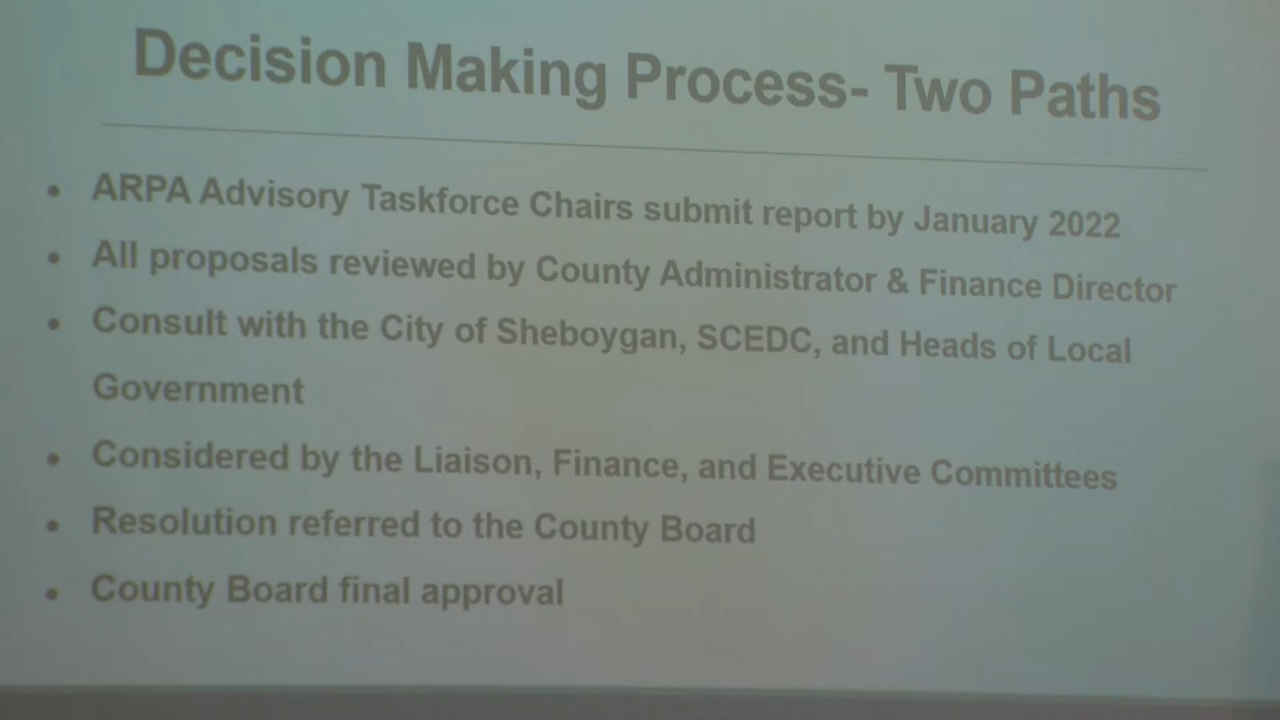 Decision Making Process- Two Paths
• ARPA Advisory Taskforce Chairs submit report by January 2022
• All proposals reviewed by County Administrator & Finance Director
• Consult with the City of Sheboygan, SCEDC, and Heads of Local
Government
• Considered by the Liaison, Finance, and Executive Committees
• Resolution referred to the County Board
• County Board final approval